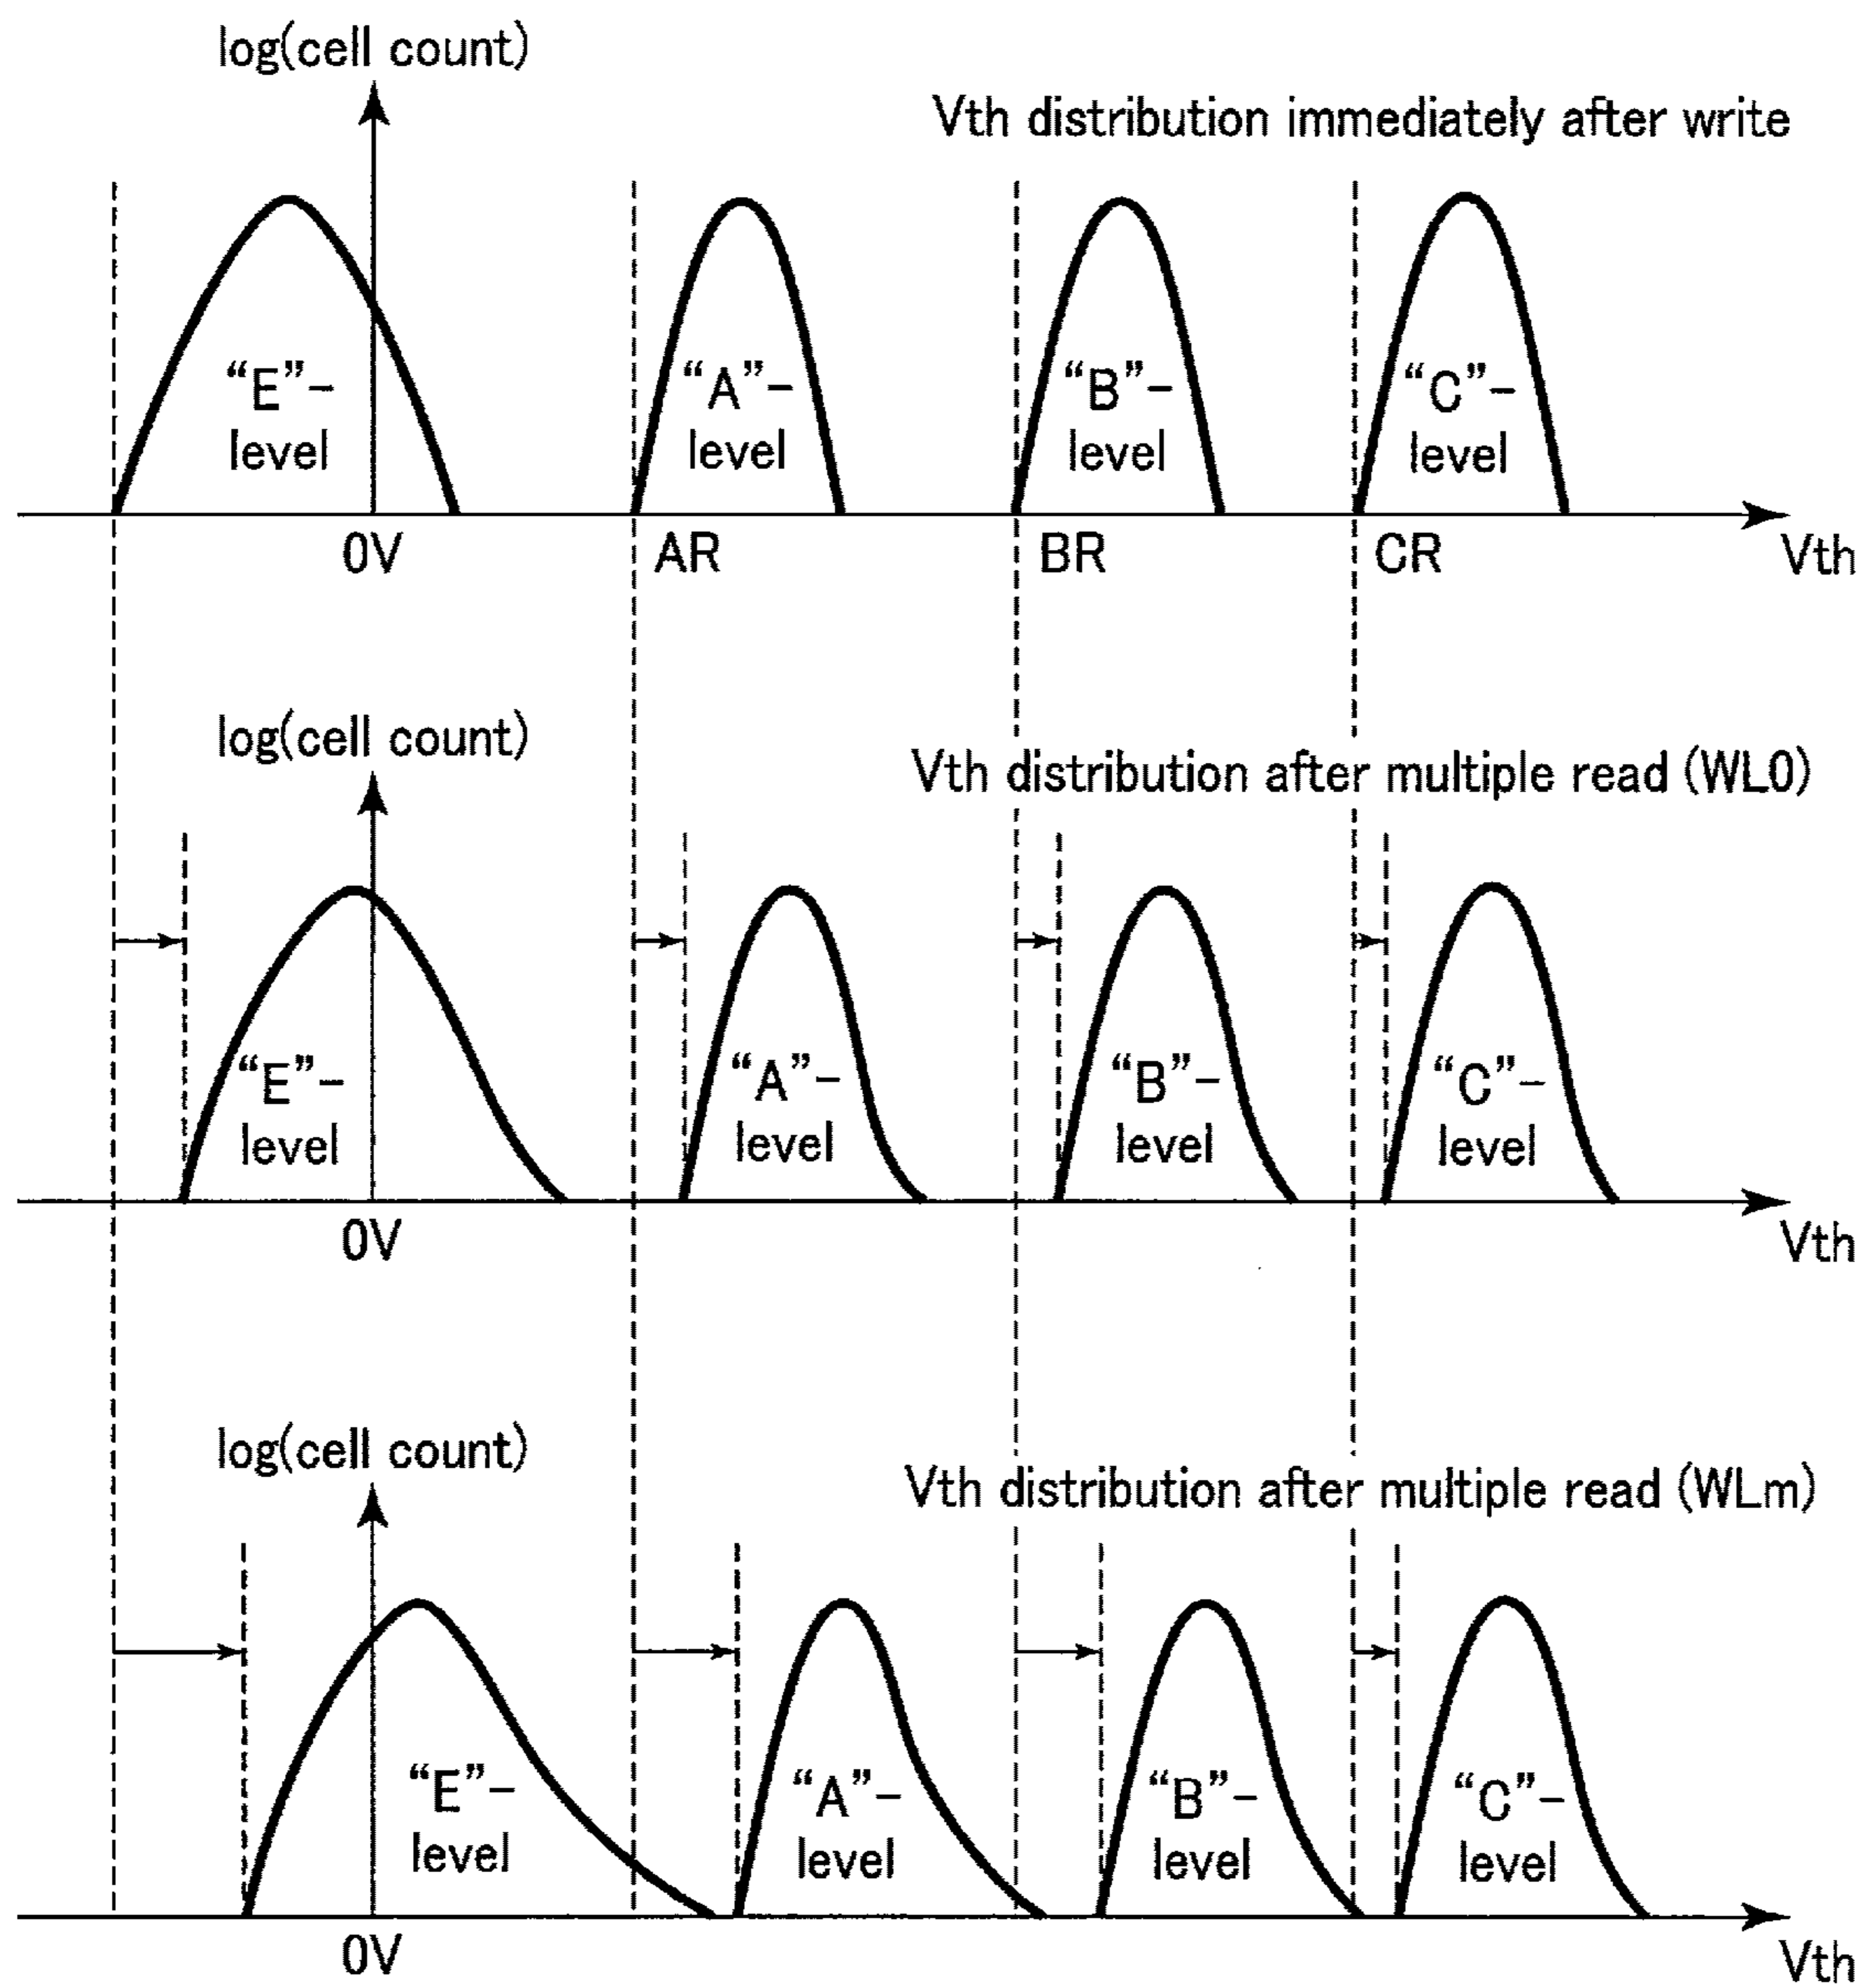 log(cell count)
Vth distribution immediately after write
“E”-
level
“A”-
level
“B”-
level
“C”-
level
0V
AR
BR
CR
Vth
log(cell count)
Vth distribution after multiple read (WL0)
“E”-
level
“A”-
level
“B”-
level
“C”-
level
0V
Vth
log(cell count)
Vth distribution after multiple read (WLm)
“E”-
level
“A”-
level
“B”-
level
“C”-
level
0V
Vth